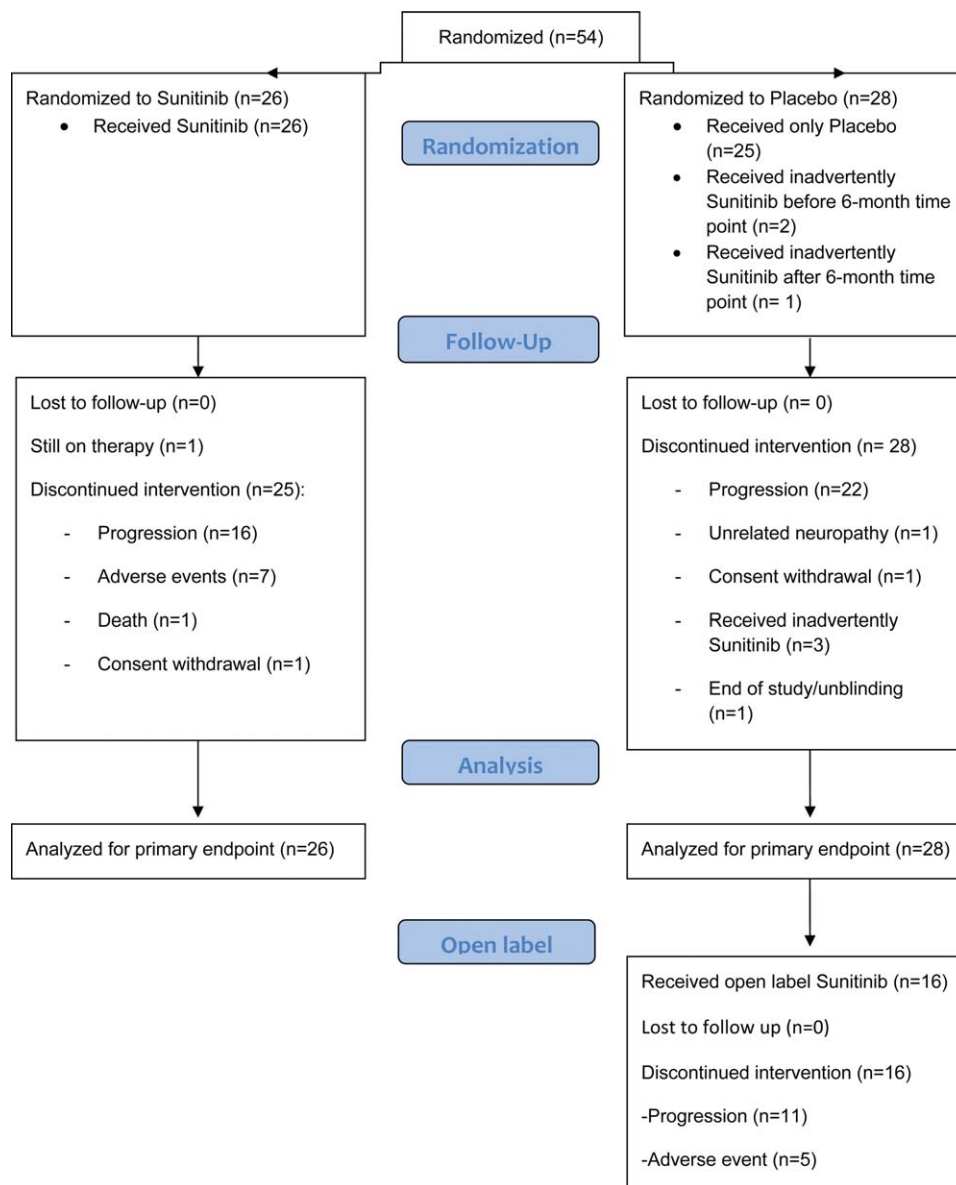 Randomized (n=54)
Randomized to Sunitinib (n=26)
• Received Sunitinib (n=26)
Randomization
Randomized to Placebo (n=28)
• Received only Placebo
(n=25)
• Received inadvertently
Sunitinib before 6-month time
point (n=2)
• Received inadvertently
Sunitinib after 6-month time
point (n= 1)
Follow-Up
Lost to follow-up (n=0)
Still on therapy (n=1)
Discontinued intervention (n=25):
- Progression (n=16)
- Adverse events (n=7)
- Death (n=1)
- Consent withdrawal (n=1)
Lost to follow-up (n= 0)
Discontinued intervention (n= 28)
- Progression (n=22)
- Unrelated neuropathy (n=1)
- Consent withdrawal (n=1)
- Received inadvertently
Sunitinib (n=3)
- End of study/unblinding
(n=1)
Analysis
Analyzed for primary endpoint (n=26)
Analyzed for primary endpoint (n=28)
Open label
Received open label Sunitinib (n=16)
Lost to follow up (n=0)
Discontinued intervention (n=16)
-Progression (n=11)
-Adverse event (n=5)